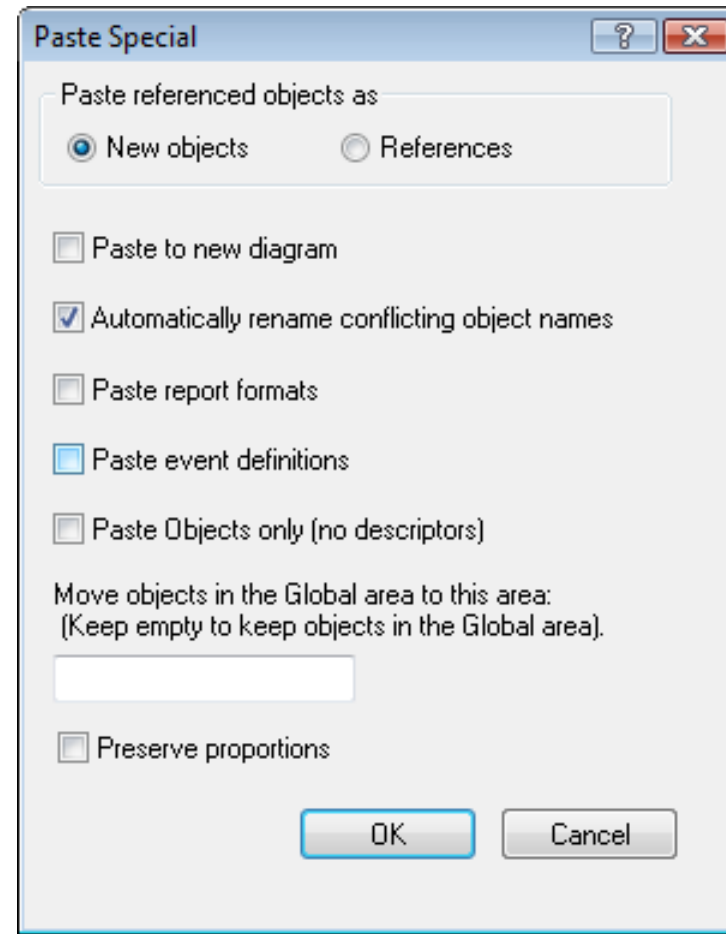 Paste Special
Paste referenced objects as
New objects References
Paste to new diagram
Automatically rename conflicting object names
Paste report formats
Paste event definitions
Paste Objects only (no descriptors)
Move objects in the Global area to this area:
(Keep empty to keep objects in the Global area).
Preserve proportions
OK Cancel